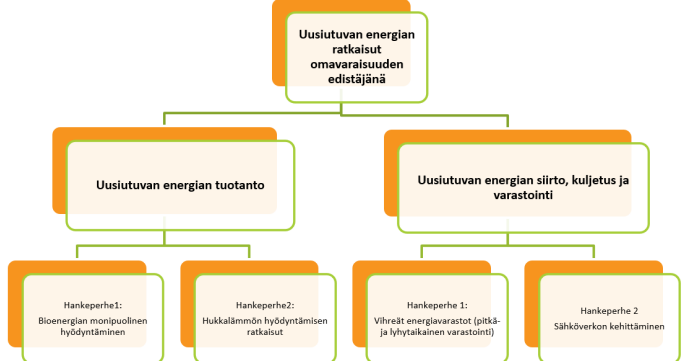 Uusiutuvan energian
ratkaisut
omavaraisuuden
edistäjänä
Uusiutuvan energian tuotanto
Uusiutuvan energian siirto, kuljetus ja
varastointi
Hankeperhe1:
Bioenergian monipuolinen
hyödyntäminen
Hankeperhe2:
Hukkalämmön hyödyntämisen
ratkaisut
Hankeperhe 1:
Vihreät energiavarastot (pitkä-
ja lyhytaikainen varastointi)
Hankeperhe 2
Sähköverkon kehittäminen